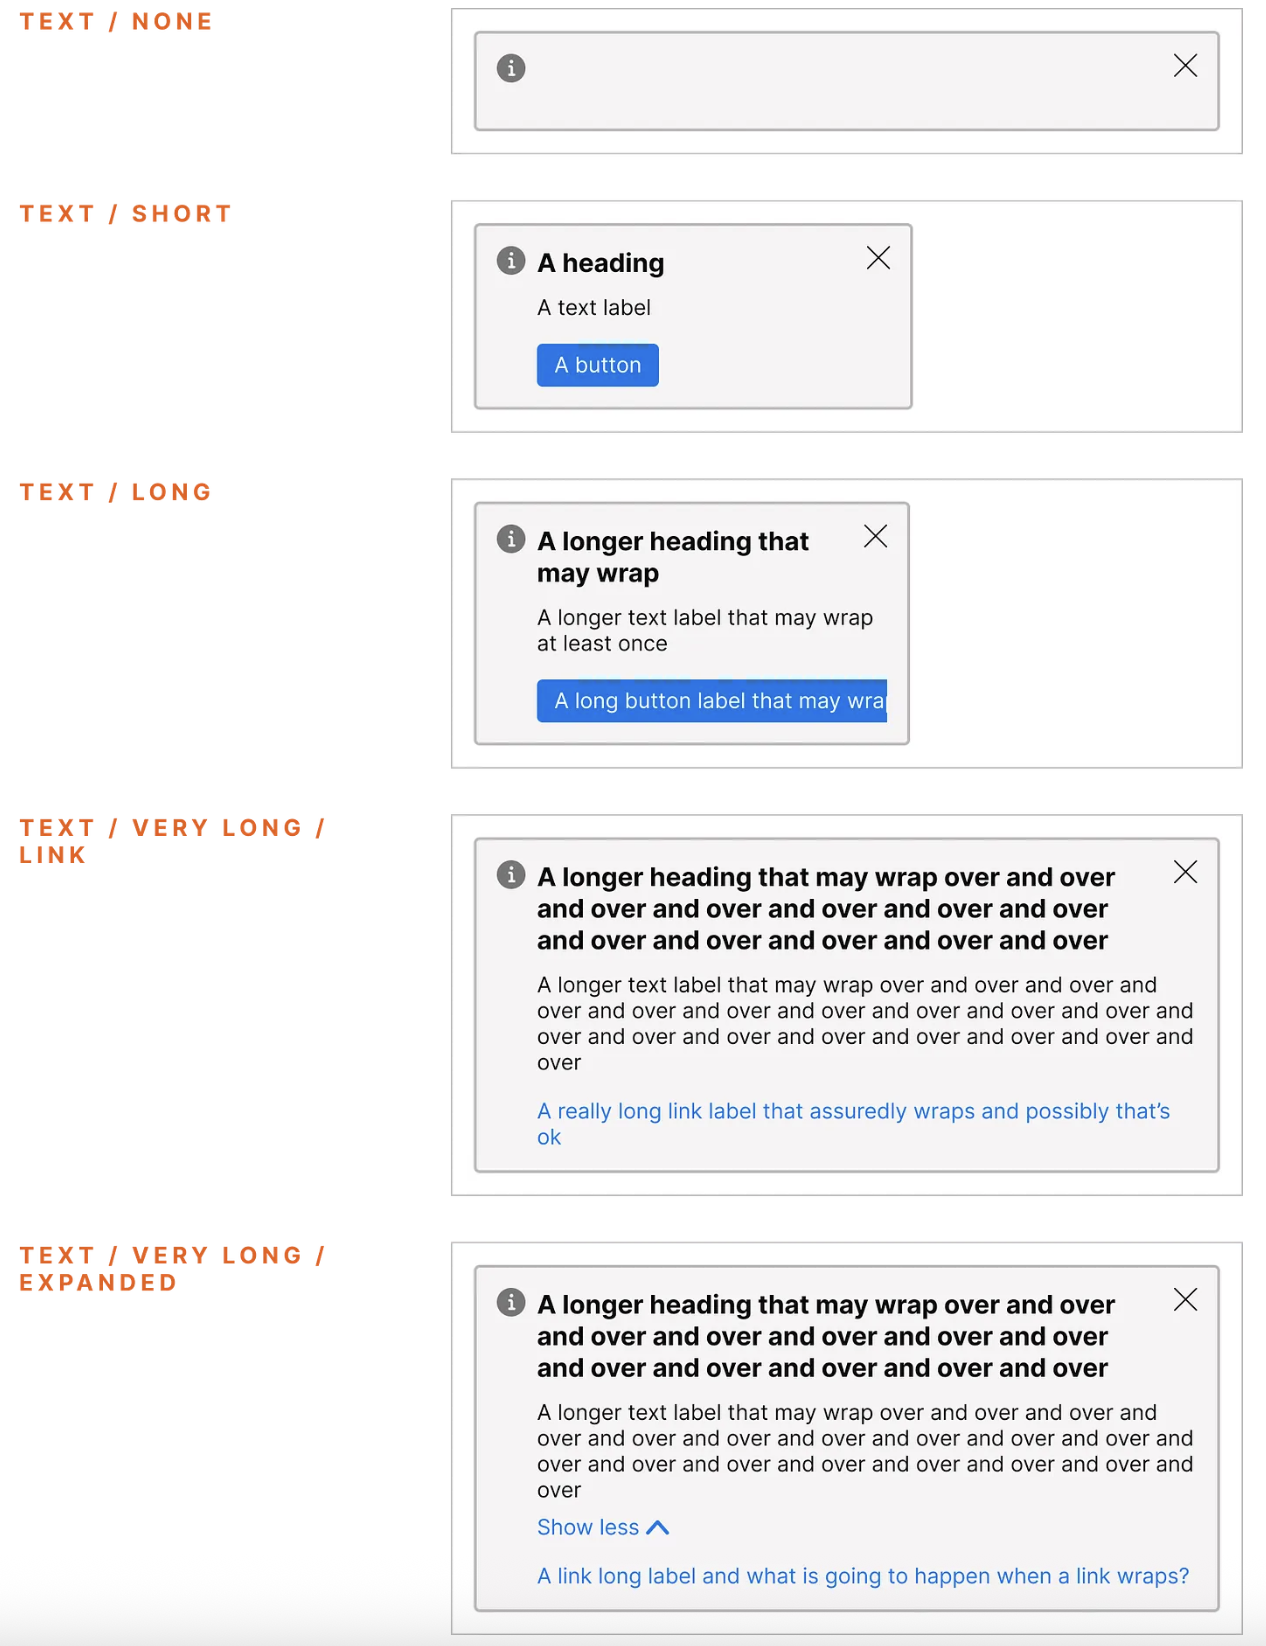 TEXT / NONE
TEXT / SHORT
A heading
A text label
A button
TEXT / LONG
A longer heading that
may wrap
A longer text label that may wrap
at least once
A long button label that may wrap
TEXT / VERY LONG /
LINK
A longer heading that may wrap over and over
and over and over and over and over and over
and over and over and over and over and over
A longer text label that may wrap over and over and over and
over and over and over and over and over and over and over and
over and over and over and over and over and over and over and
over
A really long link label that assuredly wraps and possibly that’s
ok
TEXT / VERY LONG /
EXPANDED
A longer heading that may wrap over and over
and over and over and over and over and over
and over and over and over and over and over
A longer text label that may wrap over and over and over and
over and over and over and over and over and over and over and
over and over and over and over and over and over and over and
over
Show less
A link long label and what is going to happen when a link wraps?